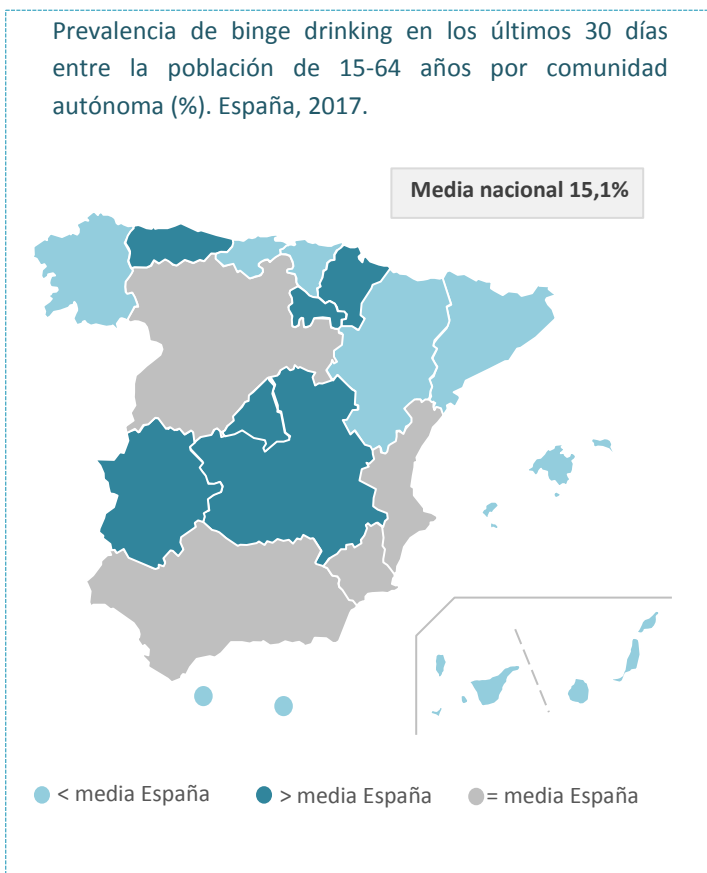 Prevalencia de binge drinking en los últimos 30 días
entre la población de 15-64 años por comunidad
autónoma (%). España, 2017.
Media nacional 15,1%
< media España
> media España
= media España